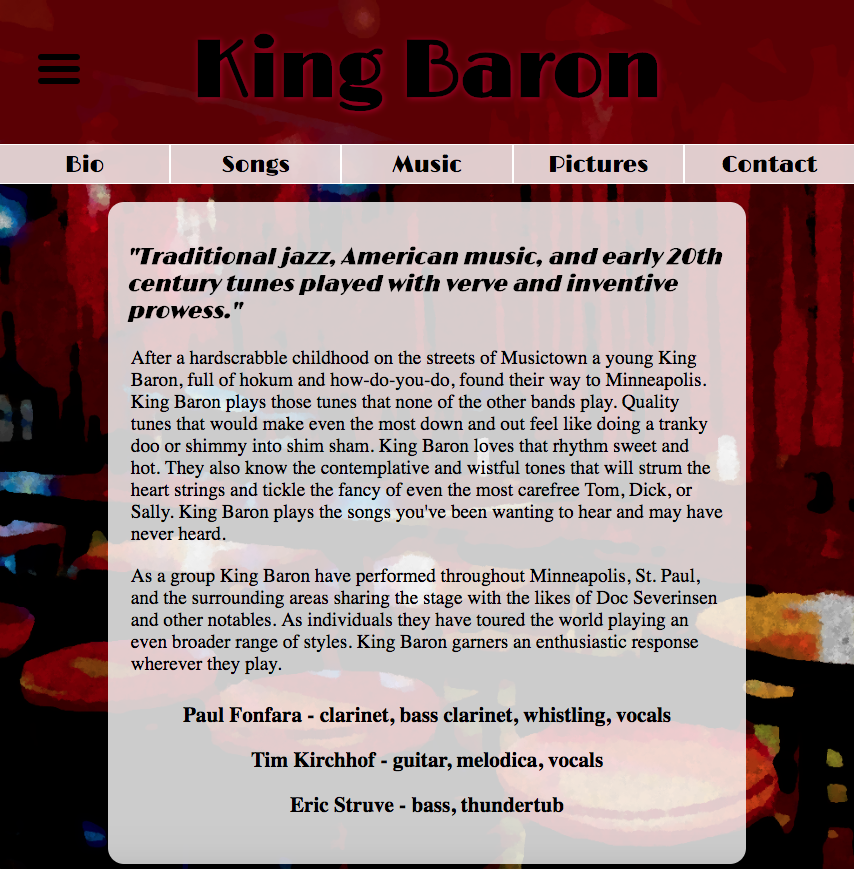 King Baron
Bio
Songs
Music
Pictures
Contact
"Traditional jazz, American music, and early 20th
century tunes played with verve and inventive
prowess."
After a hardscrabble childhood on the streets of Musictown a young King
Baron, full of hokum and how-do-you-do, found their way to Minneapolis.
King Baron plays those tunes that none of the other bands play. Quality
tunes that would make even the most down and out feel like doing a tranky
doo or shimmy into shim sham. King Baron loves that rhythm sweet and
hot. They also know the contemplative and wistful tones that will strum the
heart strings and tickle the fancy of even the most carefree Tom, Dick, or
Sally. King Baron plays the songs you've been wanting to hear and may have
never heard.
As a group King Baron have performed throughout Minneapolis, St. Paul,
and the surrounding areas sharing the stage with the likes of Doc Severinsen
and other notables. As individuals they have toured the world playing an
even broader range of styles. King Baron garners an enthusiastic response
wherever they play.
Paul Fonfara - clarinet, bass clarinet, whistling, vocals
Tim Kirchhof - guitar, melodica, vocals
Eric Struve - bass, thundertub